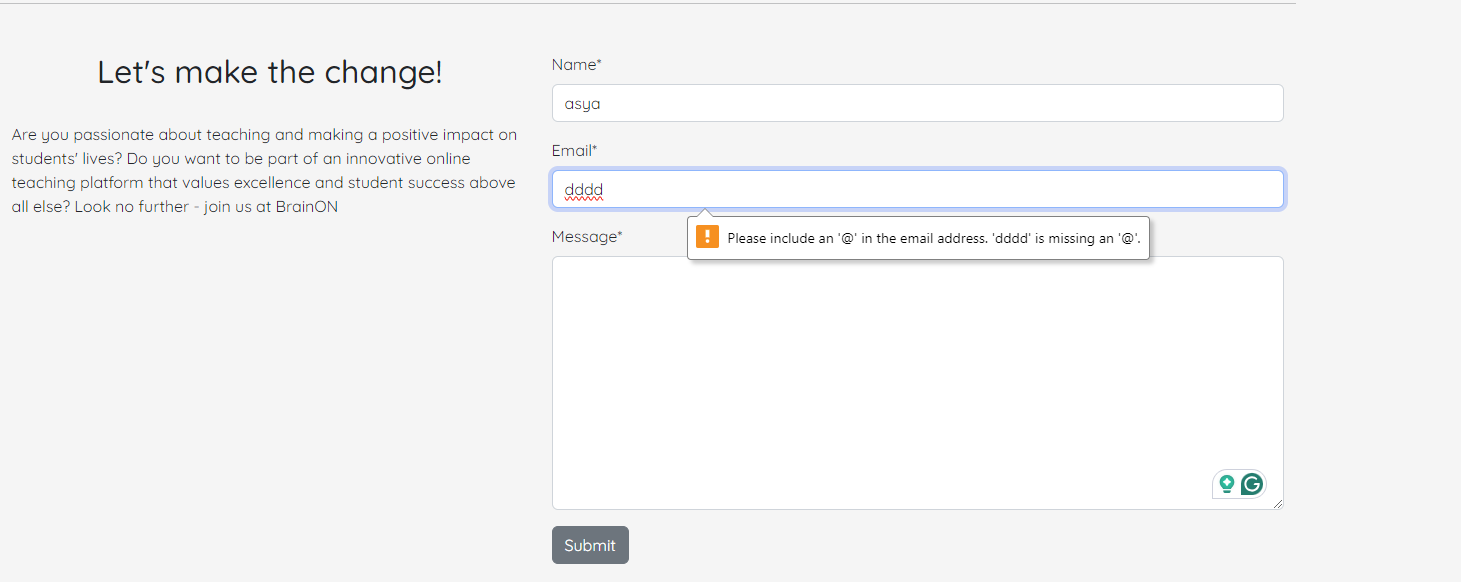 Let's make the change!
Are you passionate about teaching and making a positive impact on
students' lives? Do you want to be part of an innovative online
teaching platform that values excellence and student success above
all else? Look no further - join us at BrainON
Name*
asya
Email*
dddd
Please include an '@' in the email address. 'dddd' is missing an '@'.
Message*
Submit